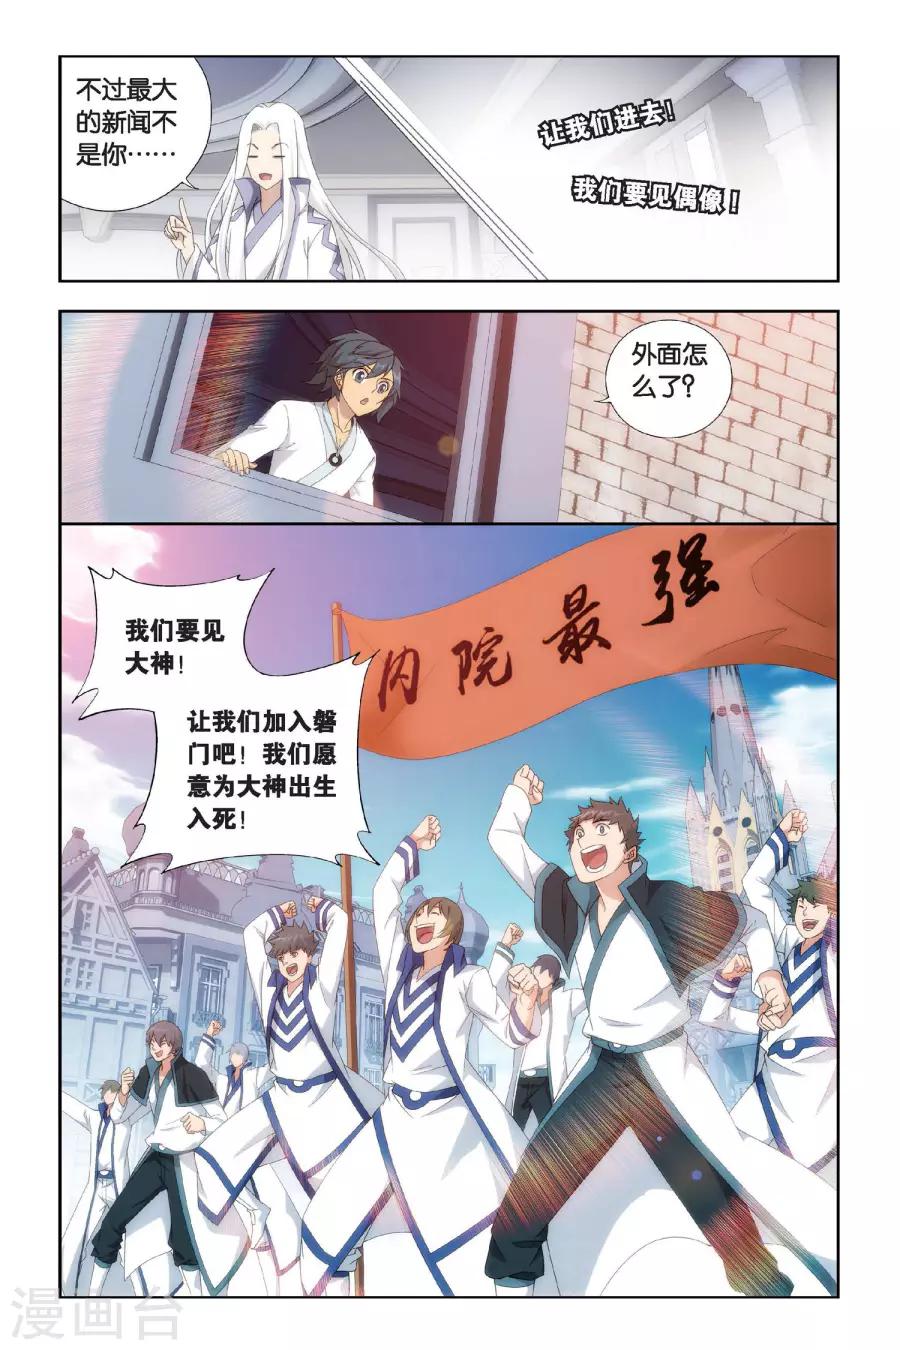 不过最大
的新闻不
是你……
让我们进去！
我们要见偶像！
外面怎
么了？
内院最强
我们要见
大神！
让我们加入磐
门吧！我们愿
意为大神出生
入死！
漫画台